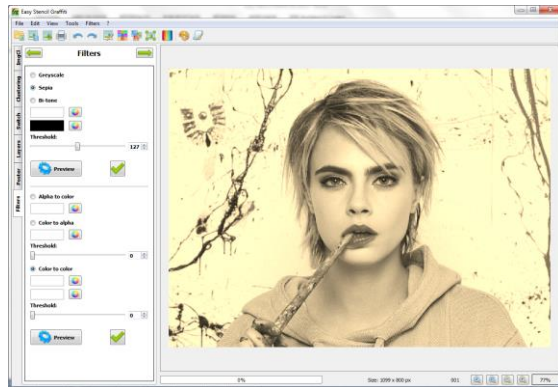 Easy Stencil Graffiti
File Edit View Tools Filters ?
Filters
Clustering
Swatch
Layers
Poster
Filters
Greyscale
Sepia
Bi-tone
Threshold:
127
Preview
Alpha to color
Color to alpha
Threshold:
0
Color to color
Threshold:
0
Preview
0% Size: 1099 x 800 px 77%